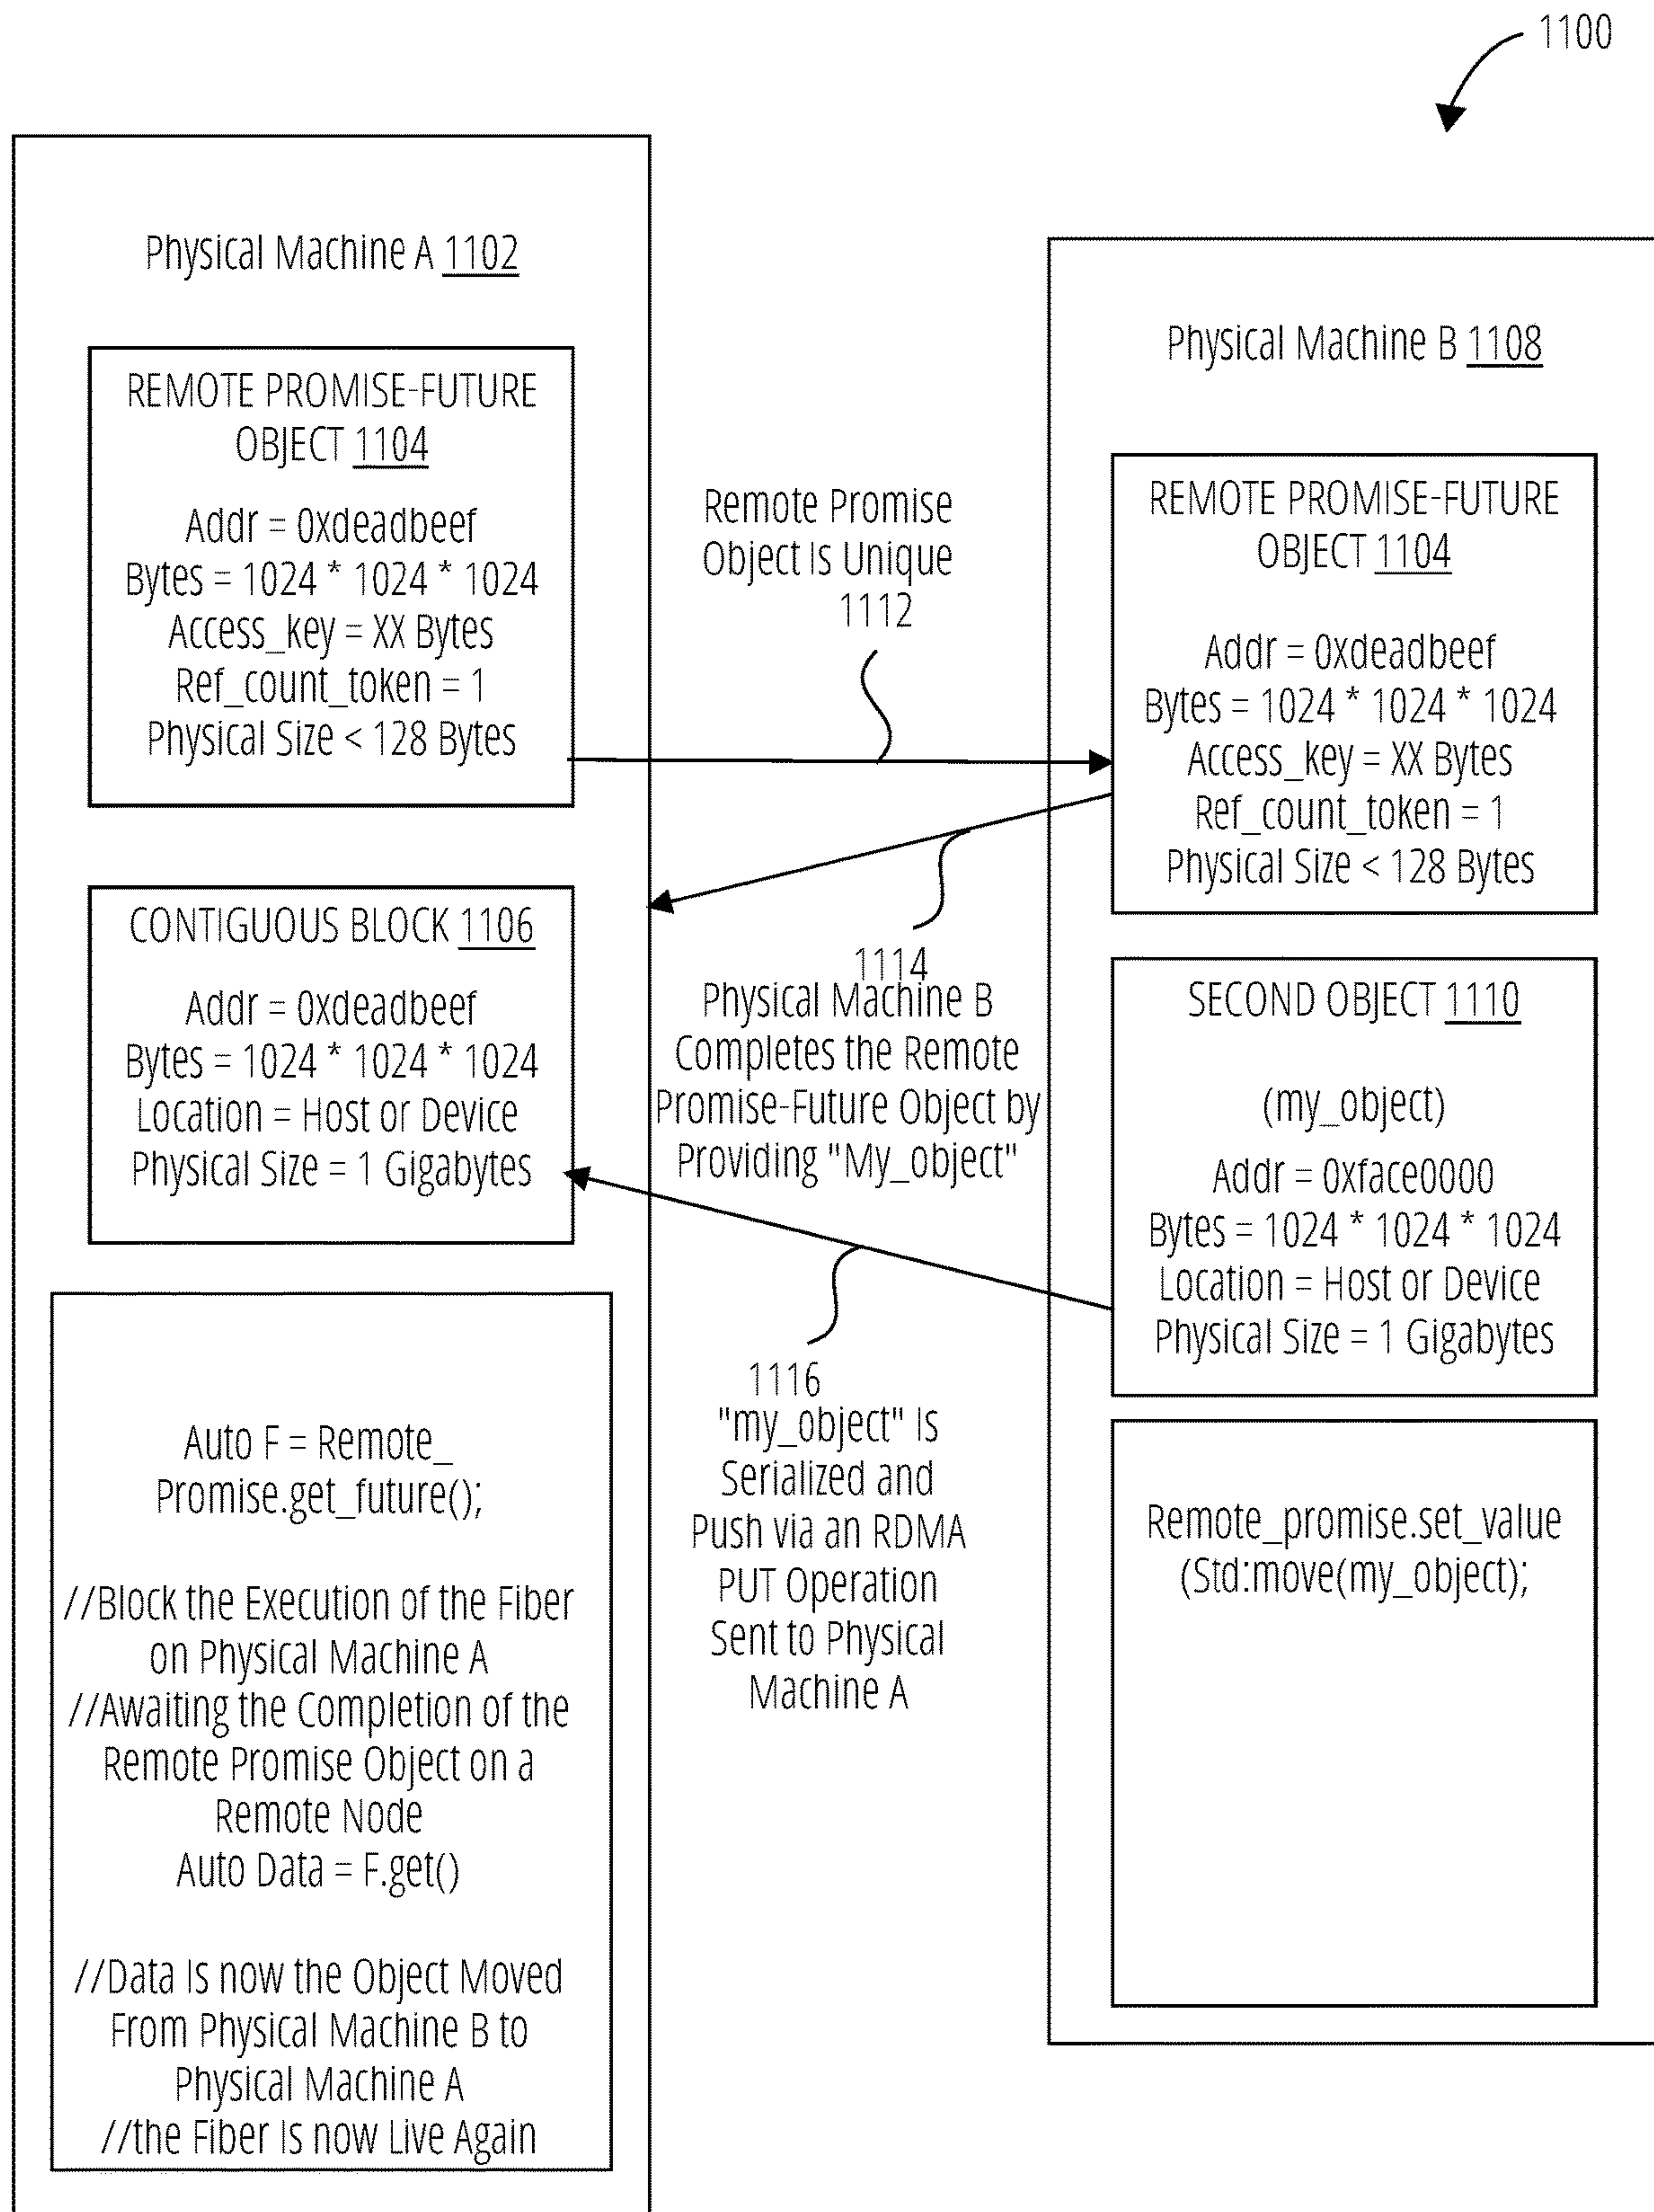 1100
Physical Machine A 1102
REMOTE PROMISE-FUTURE
OBJECT 1104
Addr = 0xdeadbeef
Bytes = 1024 * 1024 * 1024
Access_key = XX Bytes
Ref_count_token = 1
Physical Size < 128 Bytes
CONTIGUOUS BLOCK 1106
Addr = 0xdeadbeef
Bytes = 1024 * 1024 * 1024
Location = Host or Device
Physical Size = 1 Gigabytes
Auto F = Remote_
Promise.get_future();
//Block the Execution of the Fiber
on Physical Machine A
//Awaiting the Completion of the
Remote Promise Object on a
Remote Node
Auto Data = F.get()
//Data Is now the Object Moved
From Physical Machine B to
Physical Machine A
//the Fiber Is now Live Again
Remote Promise
Object Is Unique
1112
1114
Physical Machine B
Completes the Remote
Promise-Future Object by
Providing "My_object"
1116
"my_object" Is
Serialized and
Push via an RDMA
PUT Operation
Sent to Physical
Machine A
Physical Machine B 1108
REMOTE PROMISE-FUTURE
OBJECT 1104
Addr = 0xdeadbeef
Bytes = 1024 * 1024 * 1024
Access_key = XX Bytes
Ref_count_token = 1
Physical Size < 128 Bytes
SECOND OBJECT 1110
(my_object)
Addr = 0xface0000
Bytes = 1024 * 1024 * 1024
Location = Host or Device
Physical Size = 1 Gigabytes
Remote_promise.set_value
(Std:move(my_object);